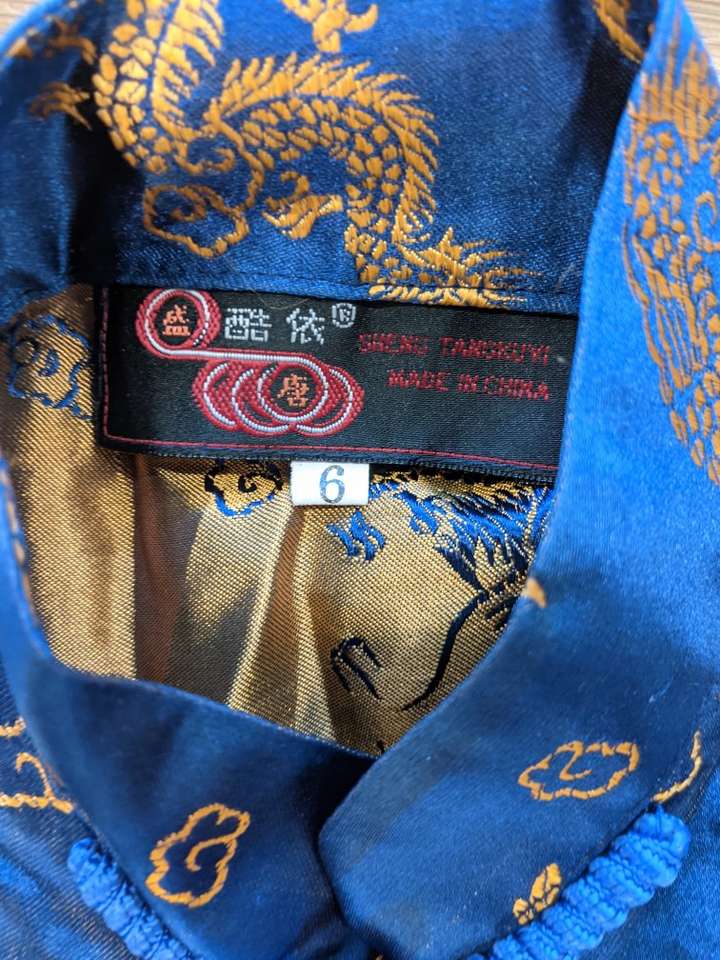 盛 酷依®
唐
SHENG TANGKUYI
MADE IN CHINA
6